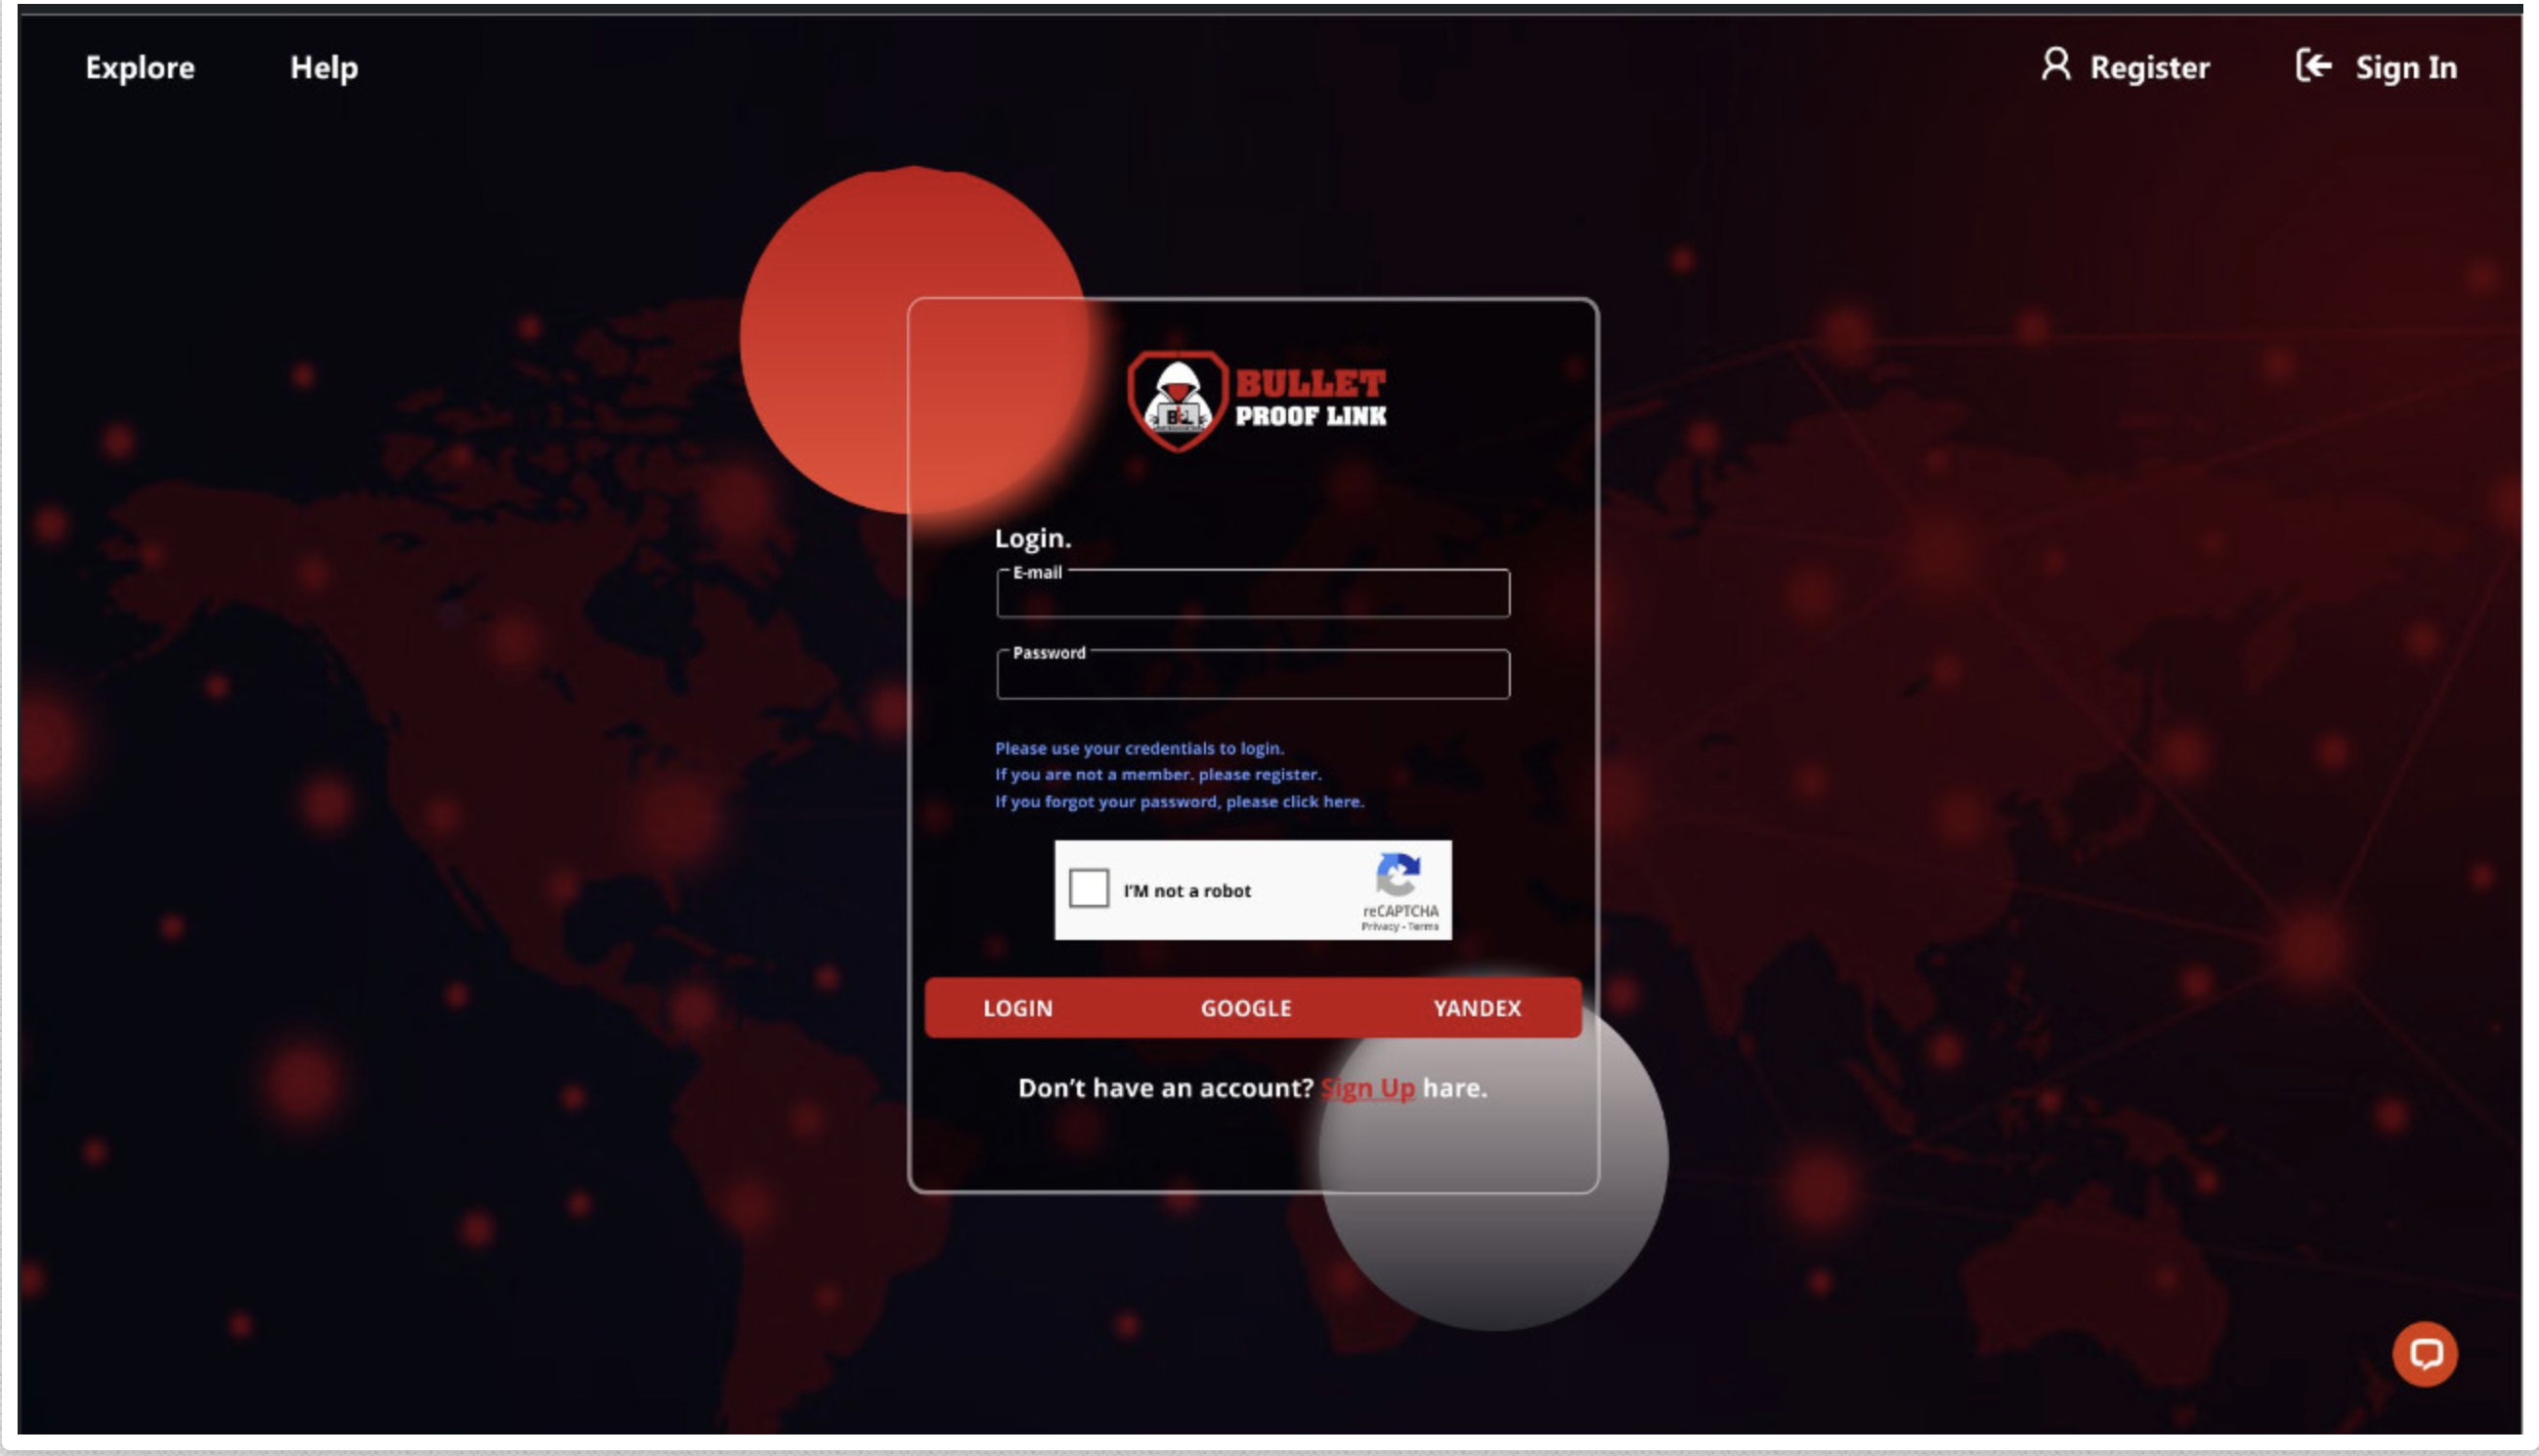 Explore Help Register Sign In
BULLET
PROOF LINK
Login.
E-mail
Password
Please use your credentials to login.
If you are not a member. please register.
If you forgot your password, please click here.
I'M not a robot
reCAPTCHA
Privacy - Terms
LOGIN GOOGLE YANDEX
Don't have an account? Sign Up hare.